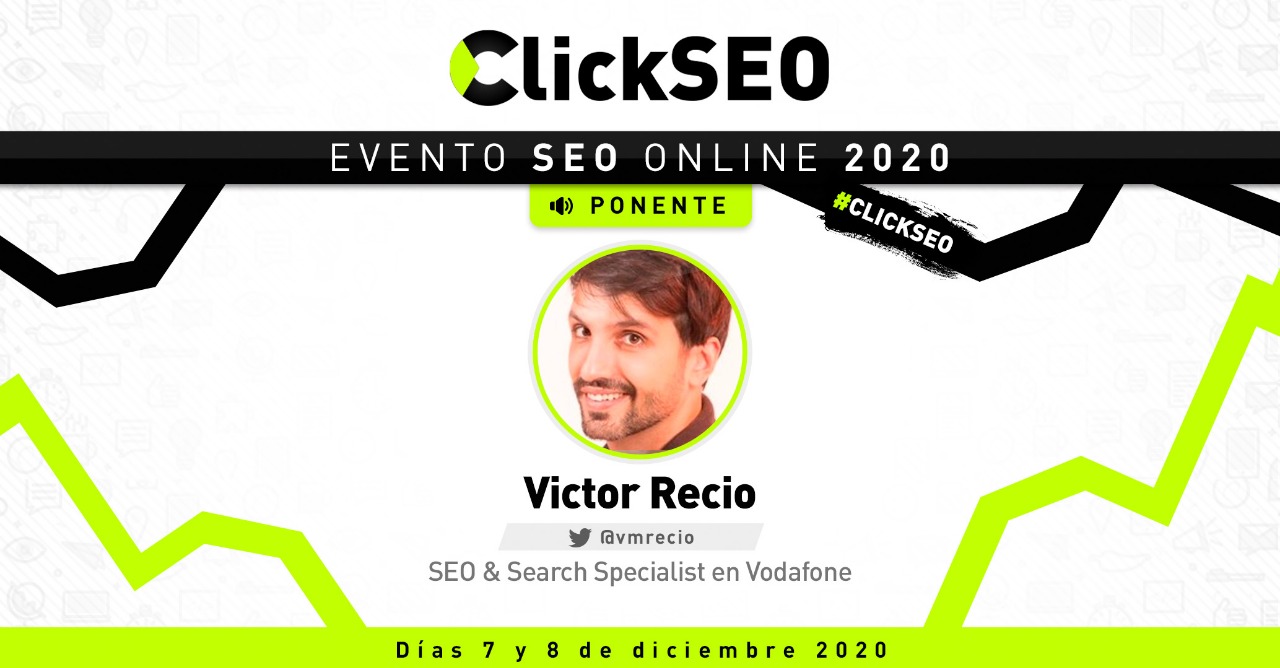 ClickSEO
EVENTO SEO ONLINE 2020
PONENTE
#CLICKSEO
Victor Recio
@vmrecio
SEO & Search Specialist en Vodafone
Días 7 y 8 de diciembre 2020